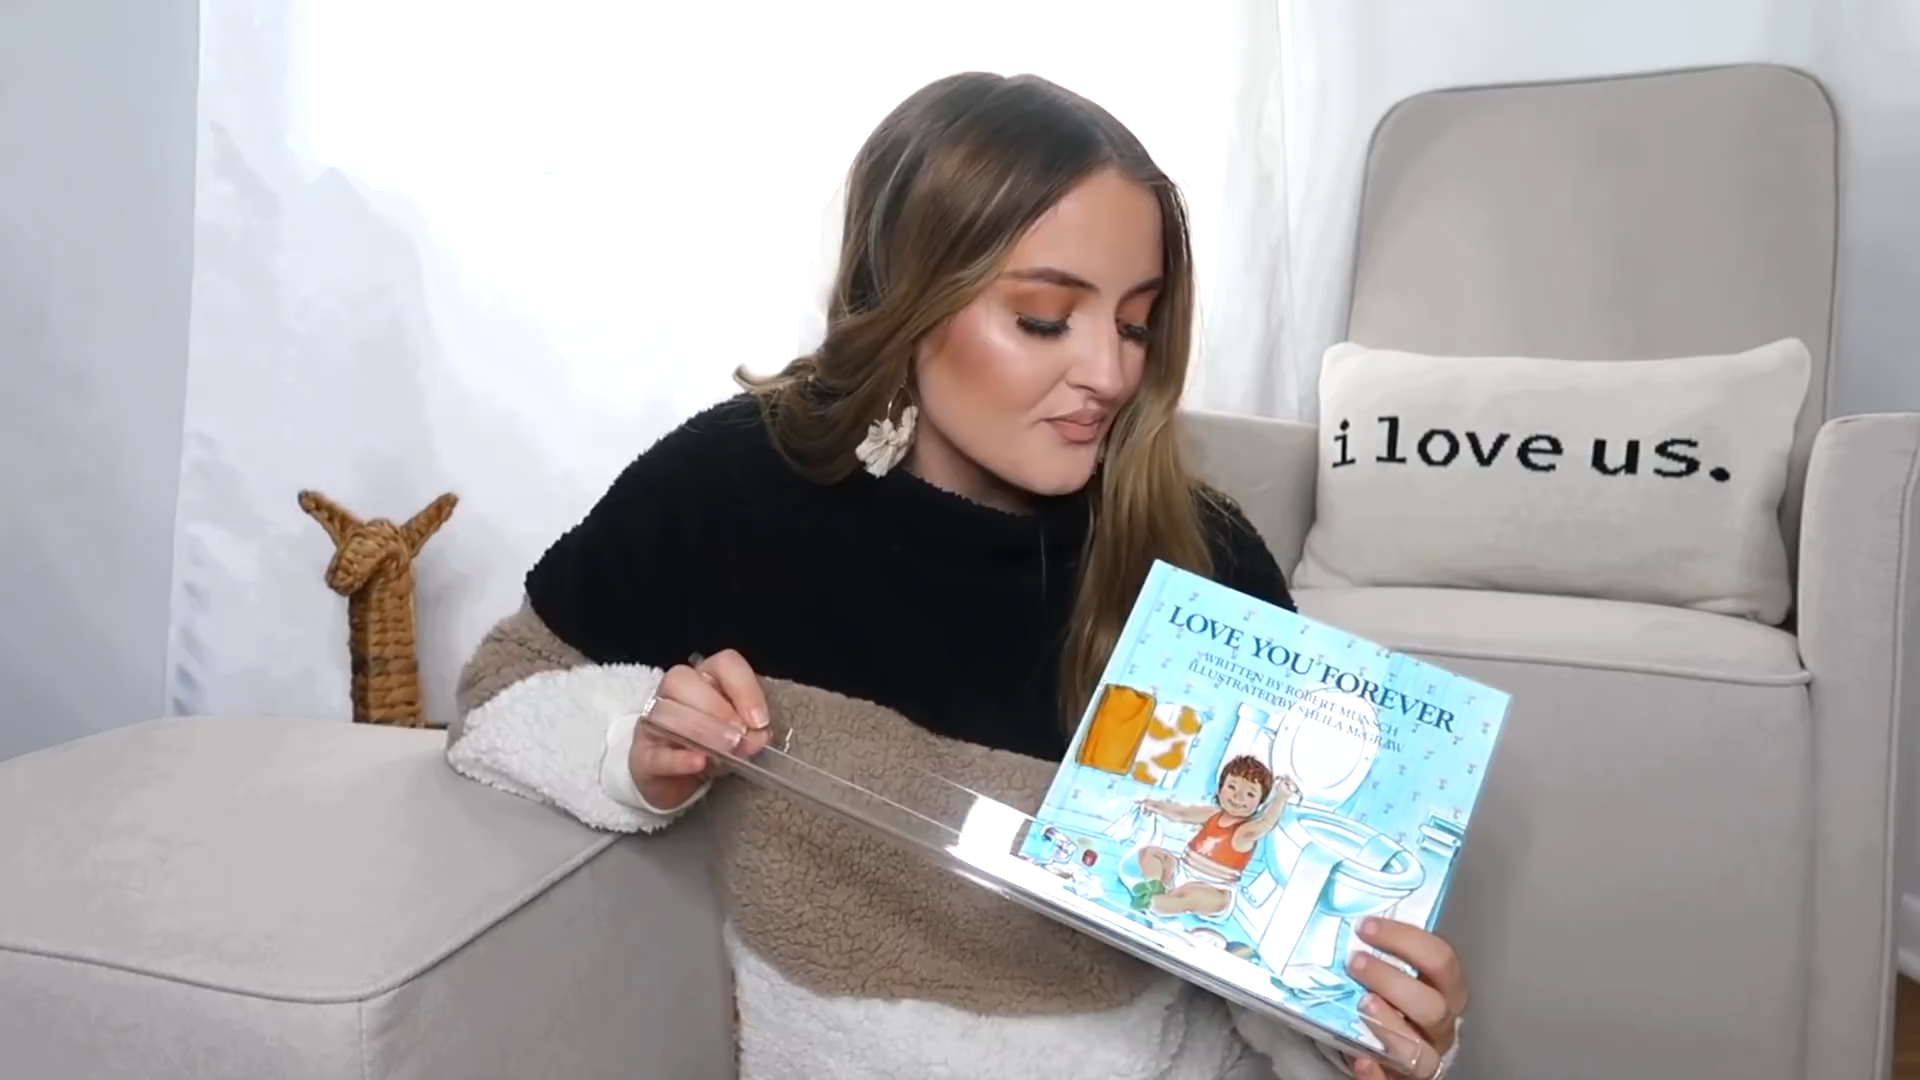 i love us.
LOVE YOU FOREVER
WRITTEN BY ROBERT MUNSCH
ILLUSTRATED BY SHEILA McGRAW